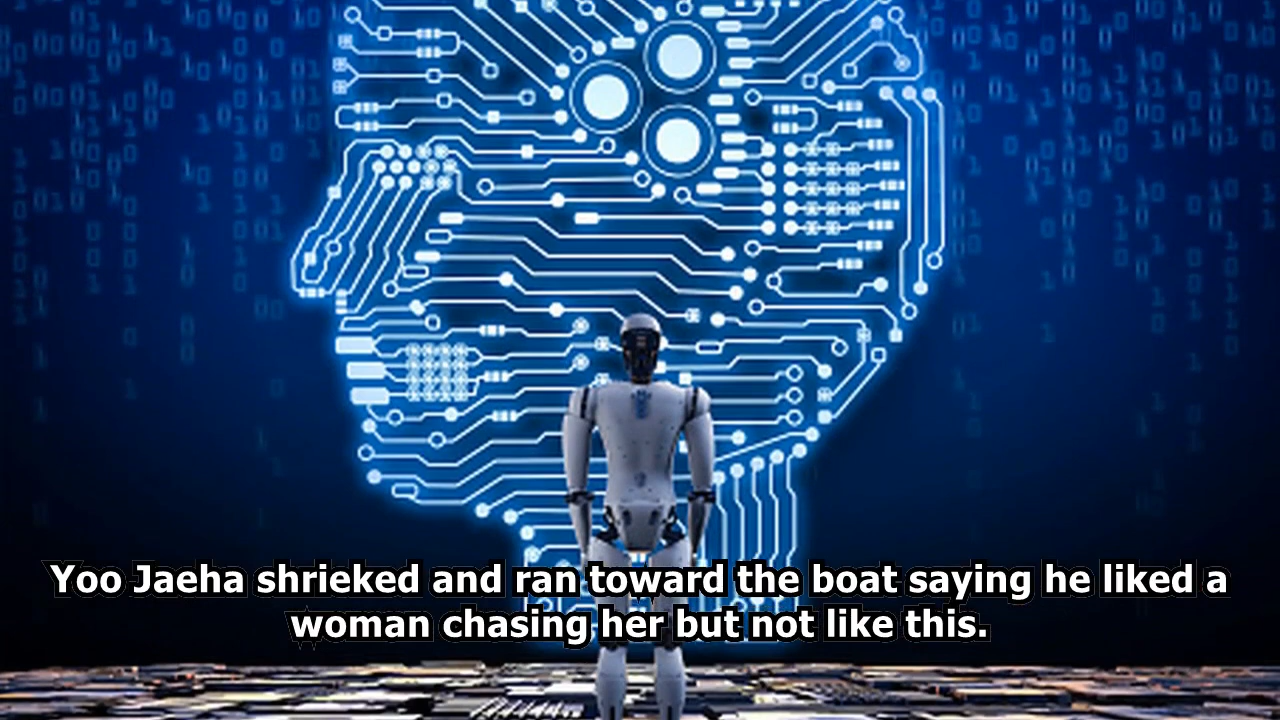 Yoo Jaeha shrieked and ran toward the boat saying he liked a
woman chasing her but not like this.